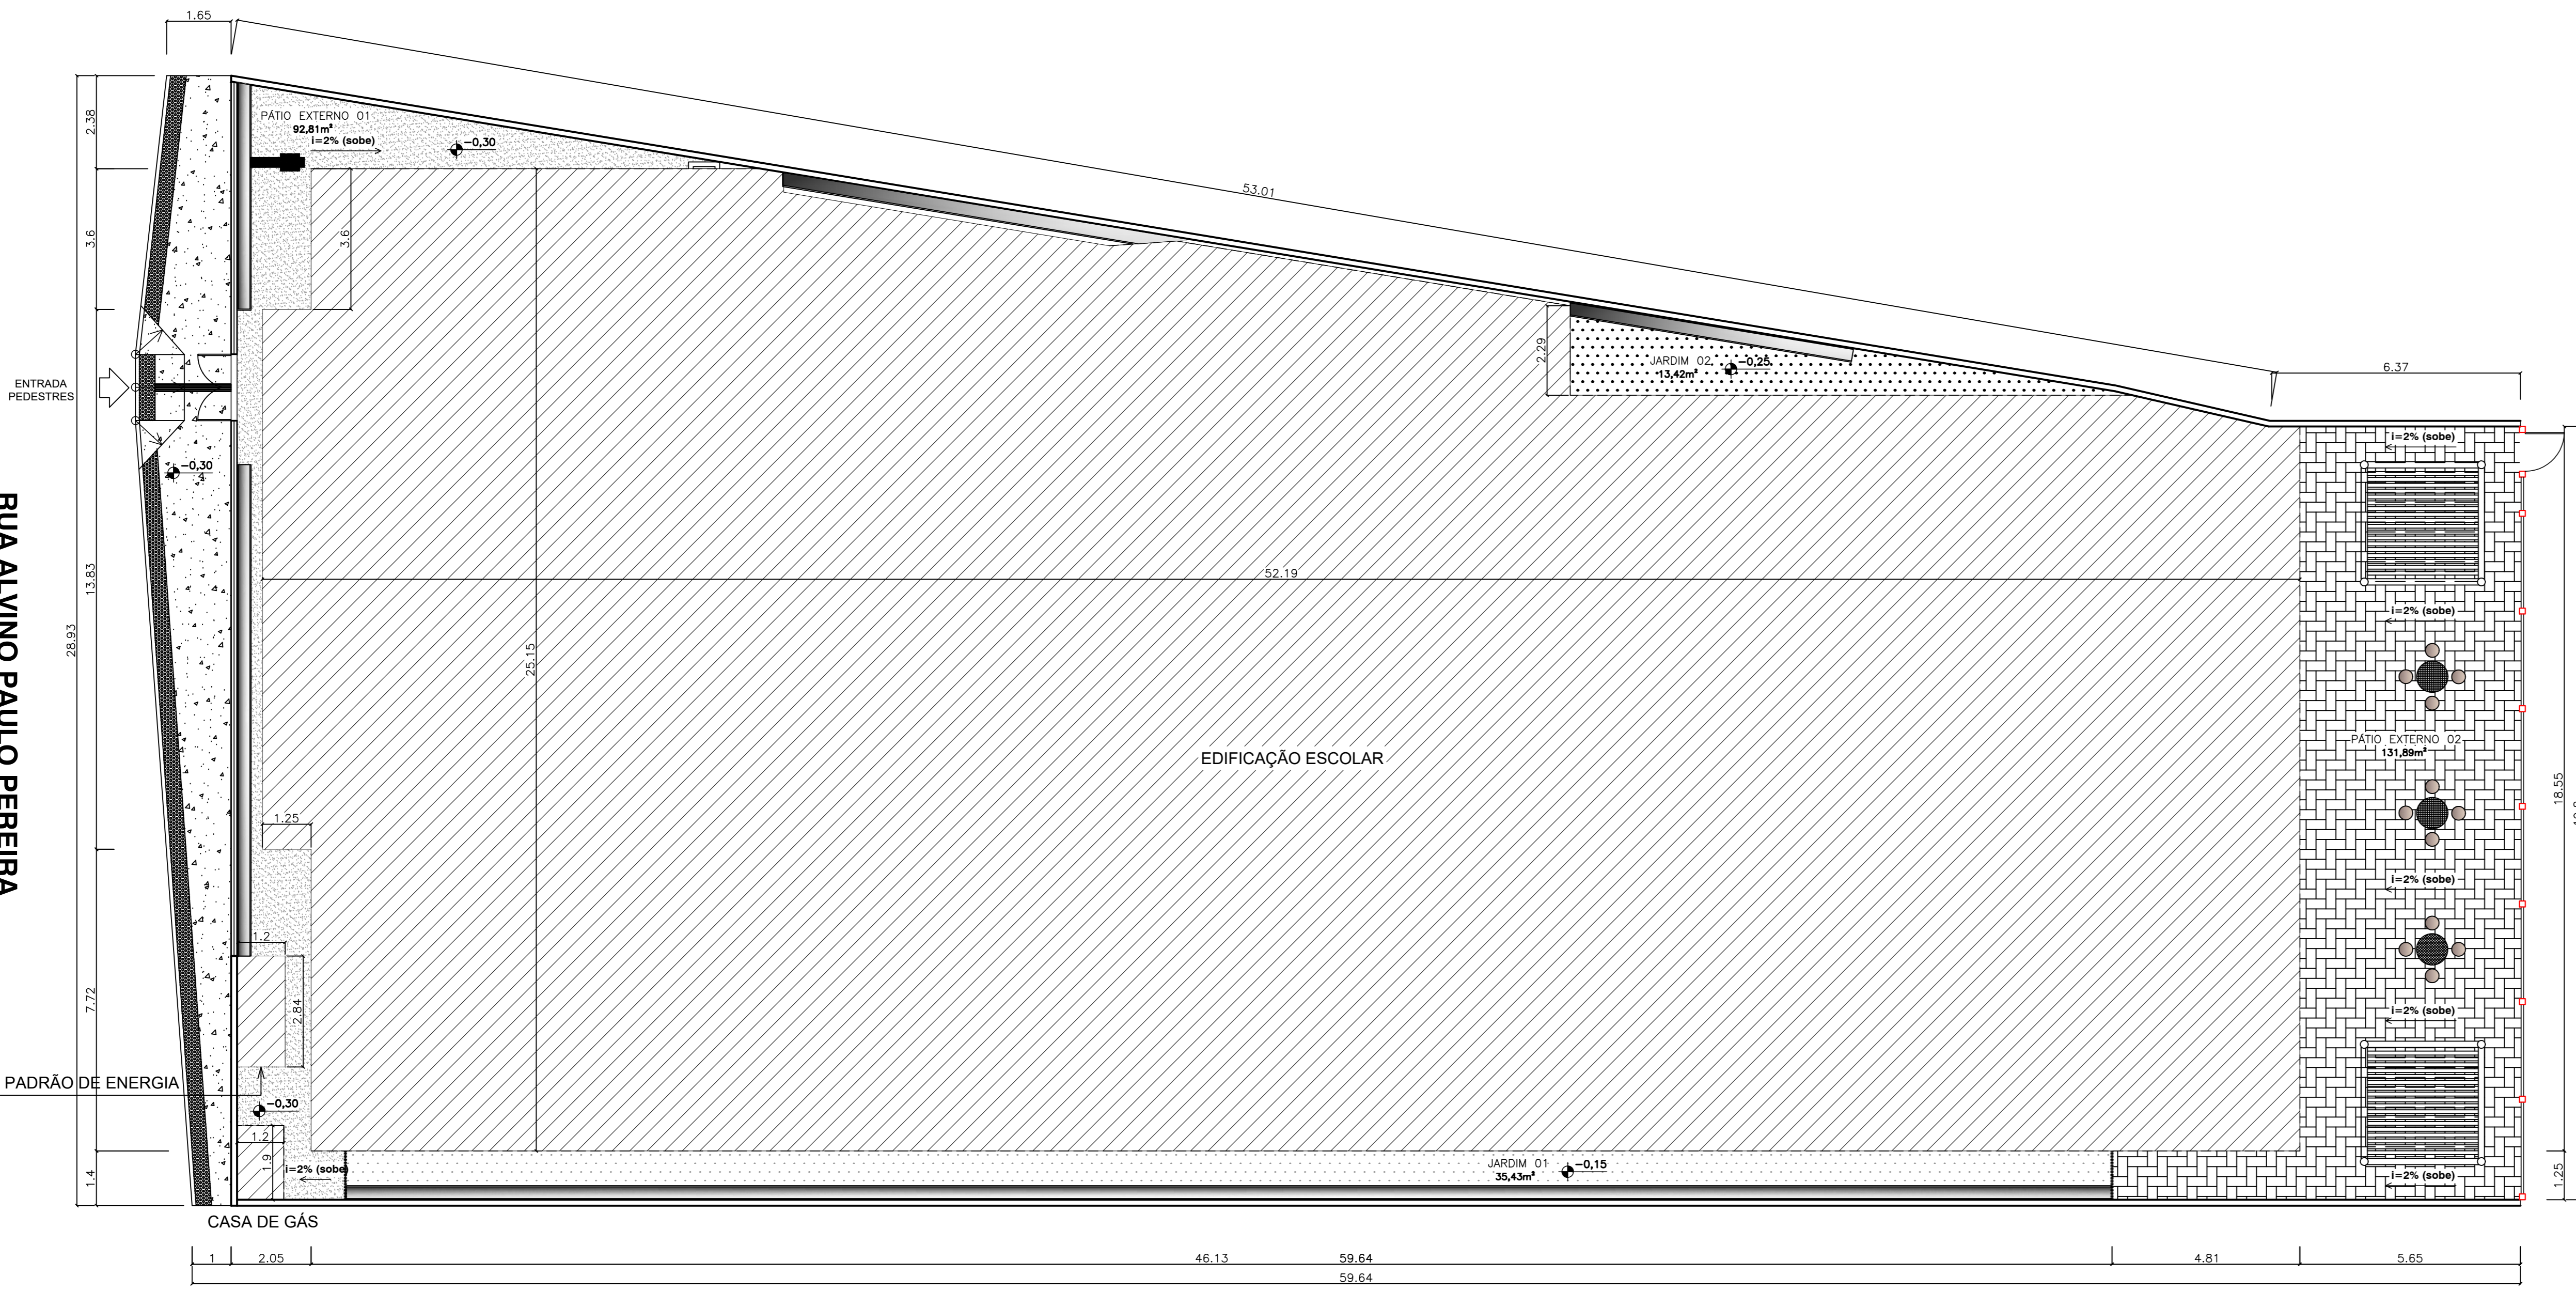 1.65
53.01
6.37
2.38
3.6
13.83
28.93
7.72
1.4
PÁTIO EXTERNO 01
92,81m²
i=2% (sobe)
-0,30
3.6
ENTRADA
PEDESTRES
-0,30
RUA ALVINO PAULO PEREIRA
2.29
JARDIM 02
13,42m²
-0,25
i=2% (sobe)
52.19
25.15
i=2% (sobe)
EDIFICAÇÃO ESCOLAR
PÁTIO EXTERNO 02
131,89m²
18.55
1.25
i=2% (sobe)
1.2
2.84
i=2% (sobe)
PADRÃO DE ENERGIA
-0,30
1.2
1.9
i=2% (sobe)
JARDIM 01
35,43m²
-0,15
i=2% (sobe)
1.25
CASA DE GÁS
1
2.05
46.13
59.64
4.81
5.65
59.64